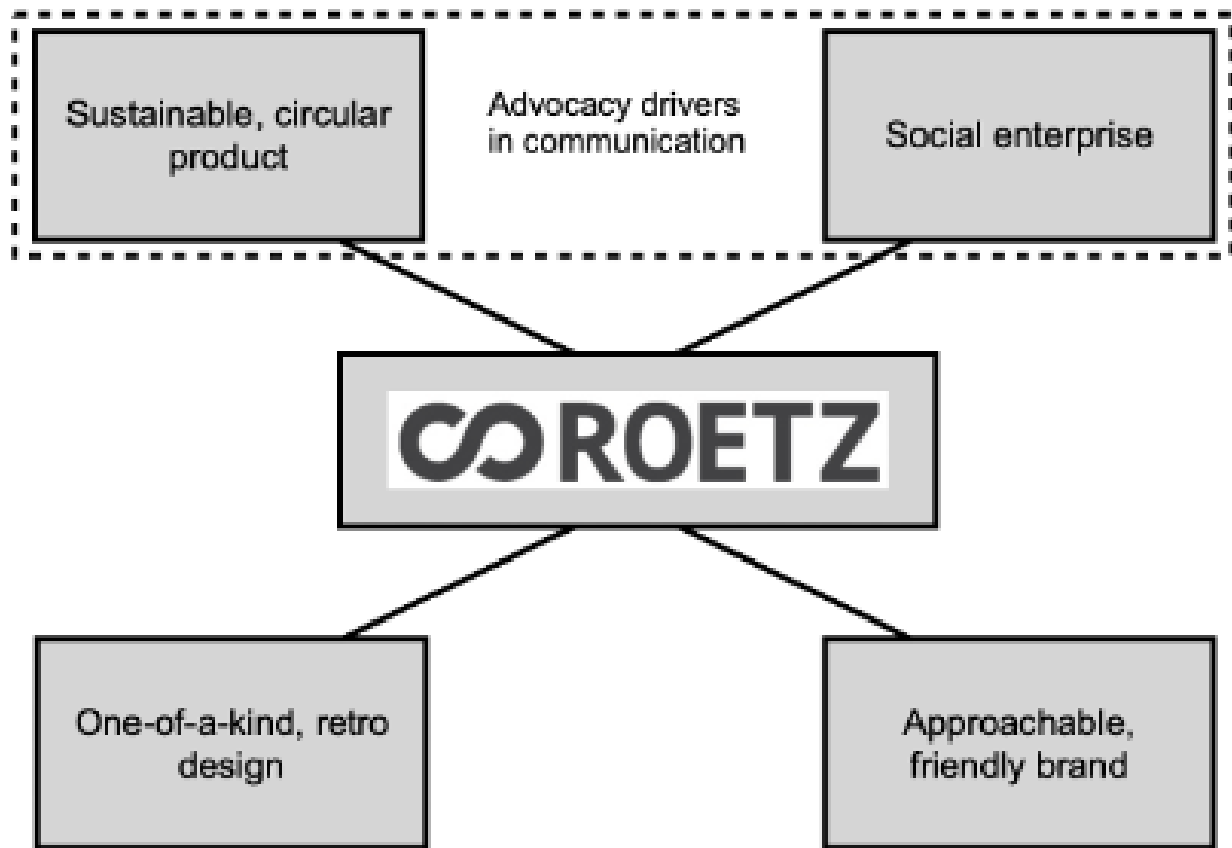 Sustainable, circular
product
Advocacy drivers
in communication
Social enterprise
ROETZ
One-of-a-kind, retro
design
Approachable,
friendly brand